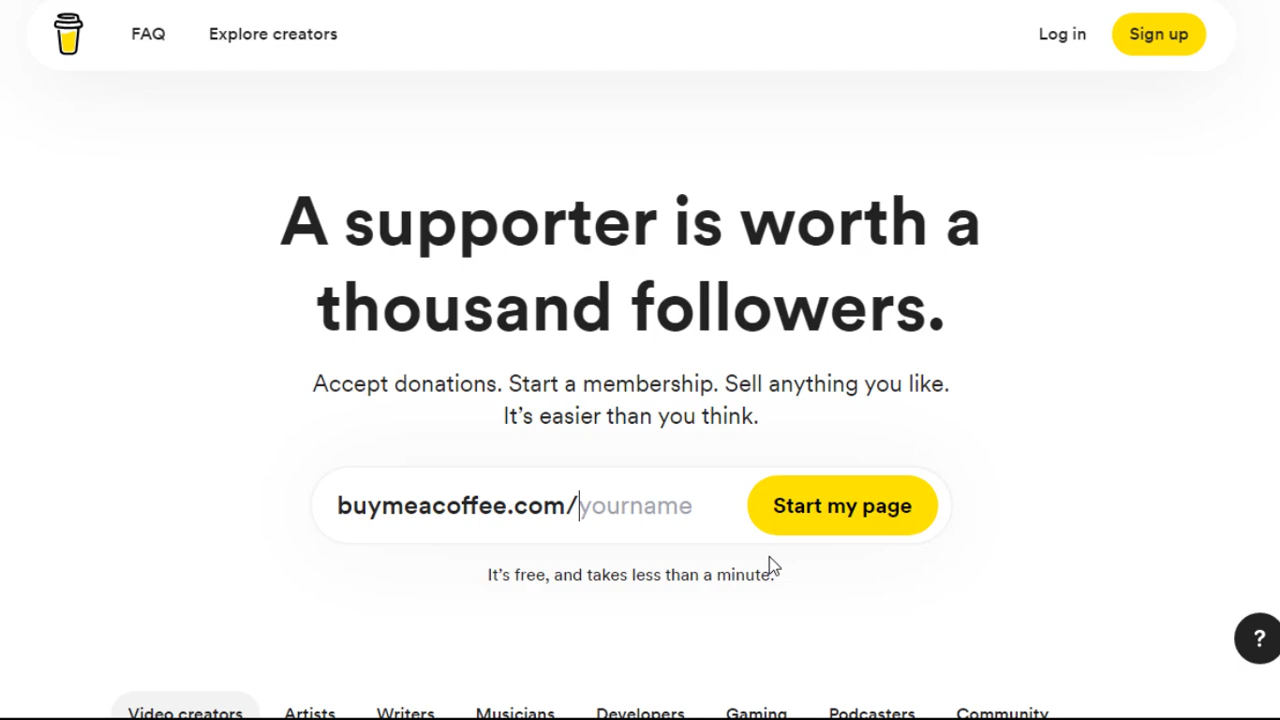 FAQ Explore creators Log in Sign up
A supporter is worth a
thousand followers.
Accept donations. Start a membership. Sell anything you like.
It’s easier than you think.
buymeacoffee.com/yourname Start my page
It’s free, and takes less than a minute.
?
Video creators Artists Writers Musicians Developers Gaming Podcasters Community